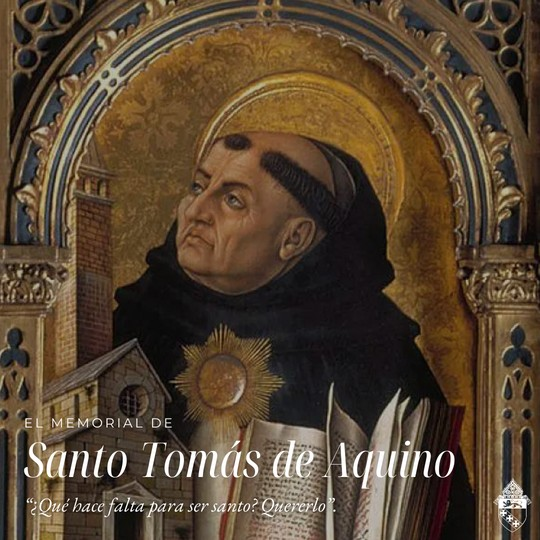 EL MEMORIAL DE
Santo Tomás de Aquino
“¿Qué hace falta para ser santo? Quererlo”.